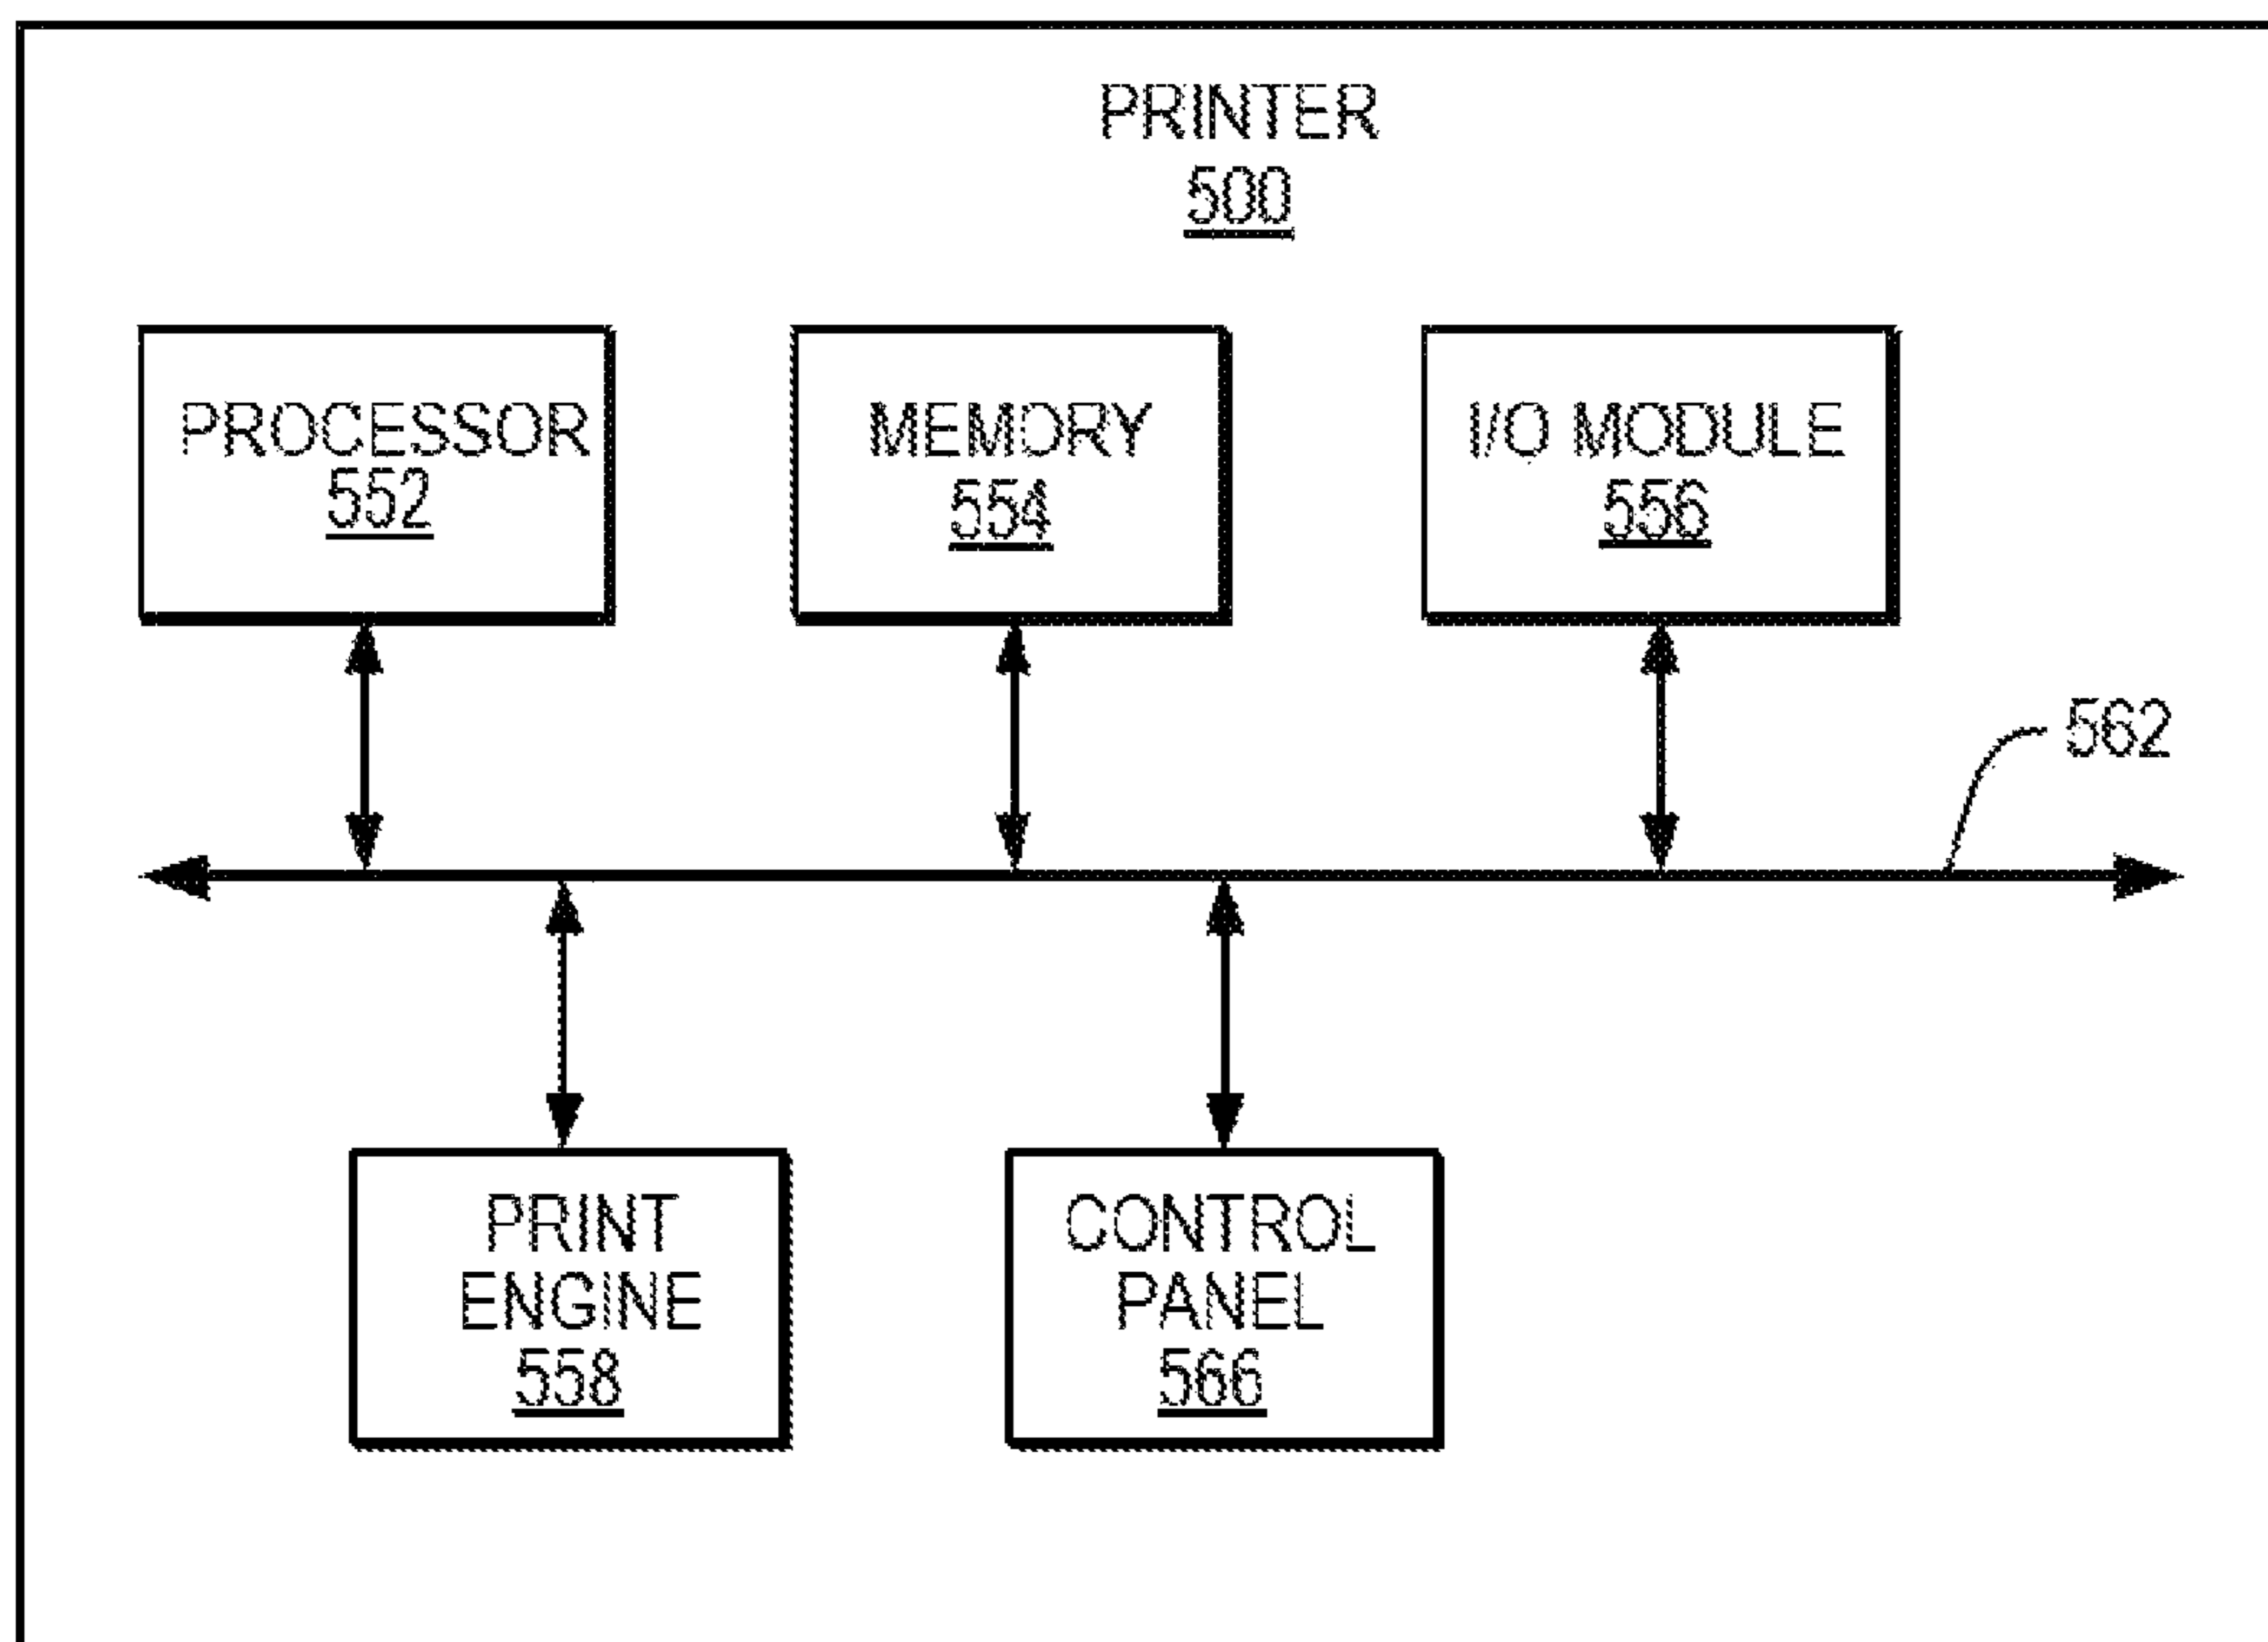 PRINTER
500
PROCESSOR
552
MEMORY
554
I/O MODULE
556
562
PRINT
ENGINE
558
CONTROL
PANEL
566